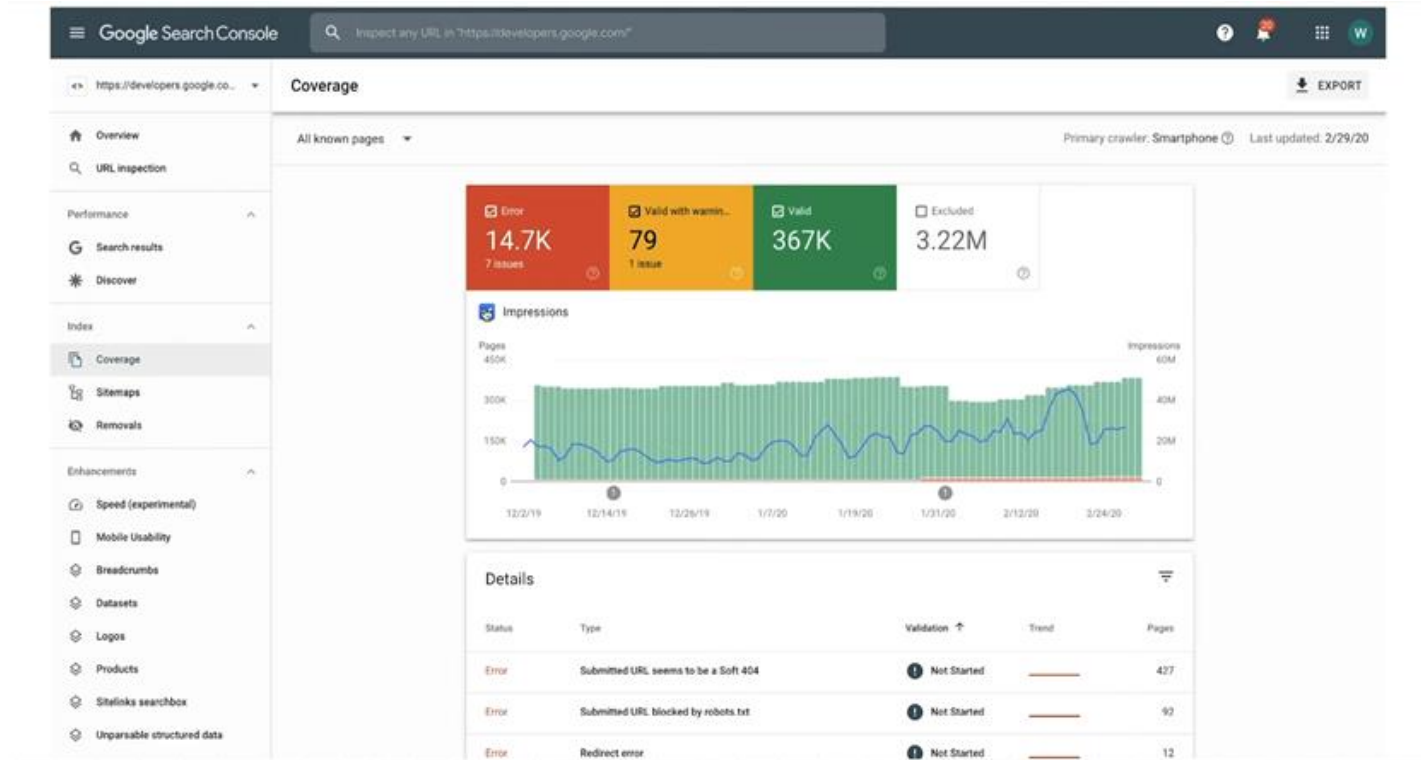 Google Search Console
Inspect any URL in "https://developers.google.com/"
20
W
https://developers.google.co...
Coverage
EXPORT
Overview
URL inspection
All known pages
Primary crawler: Smartphone
Last updated: 2/29/20
Performance
Search results
Discover
Index
Coverage
Sitemaps
Removals
Enhancements
Speed (experimental)
Mobile Usability
Breadcrumbs
Datasets
Logos
Products
Sitelinks searchbox
Unparsable structured data
Error
14.7K
7 issues
Valid with warnin...
79
1 issue
Valid
367K
Excluded
3.22M
Impressions
Pages
Impressions
450K
300K
150K
0
60M
40M
20M
0
12/2/19 12/14/19 12/26/19 1/7/20 1/19/20 1/31/20 2/12/20 2/24/20
Details
Status Type Validation Trend Pages
Error Submitted URL seems to be a Soft 404 Not Started 427
Error Submitted URL blocked by robots.txt Not Started 92
Error Redirect error Not Started 12